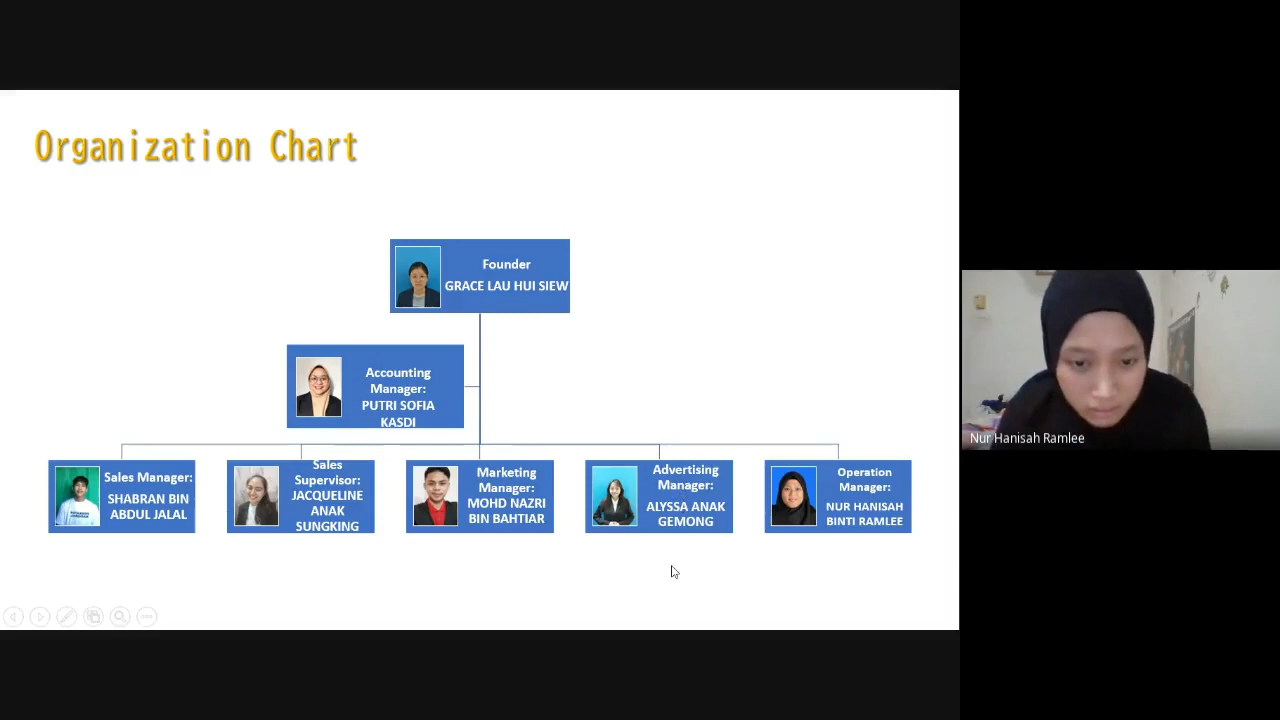 Organization Chart
Founder
GRACE LAU HUI SIEW
Accounting
Manager:
PUTRI SOFIA
KASDI
Sales Manager:
SHABRAN BIN
ABDUL JALAL
Sales
Supervisor:
JACQUELINE
ANAK
SUNGKING
Marketing
Manager:
MOHD NAZRI
BIN BAHTIAR
Advertising
Manager:
ALYSSA ANAK
GEMONG
Operation
Manager:
NUR HANISAH
BINTI RAMLEE
Nur Hanisah Ramlee